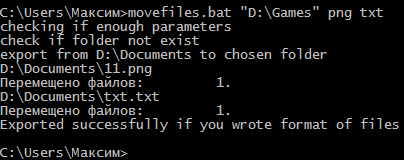 C:\Users\Максим>movefiles.bat "D:\Games" png txt
checking if enough parameters
check if folder not exist
export from D:\Documents to chosen folder
D:\Documents\11.png
Перемещено файлов:         1.
D:\Documents\txt.txt
Перемещено файлов:         1.
Exported successfully if you wrote format of files
C:\Users\Максим>